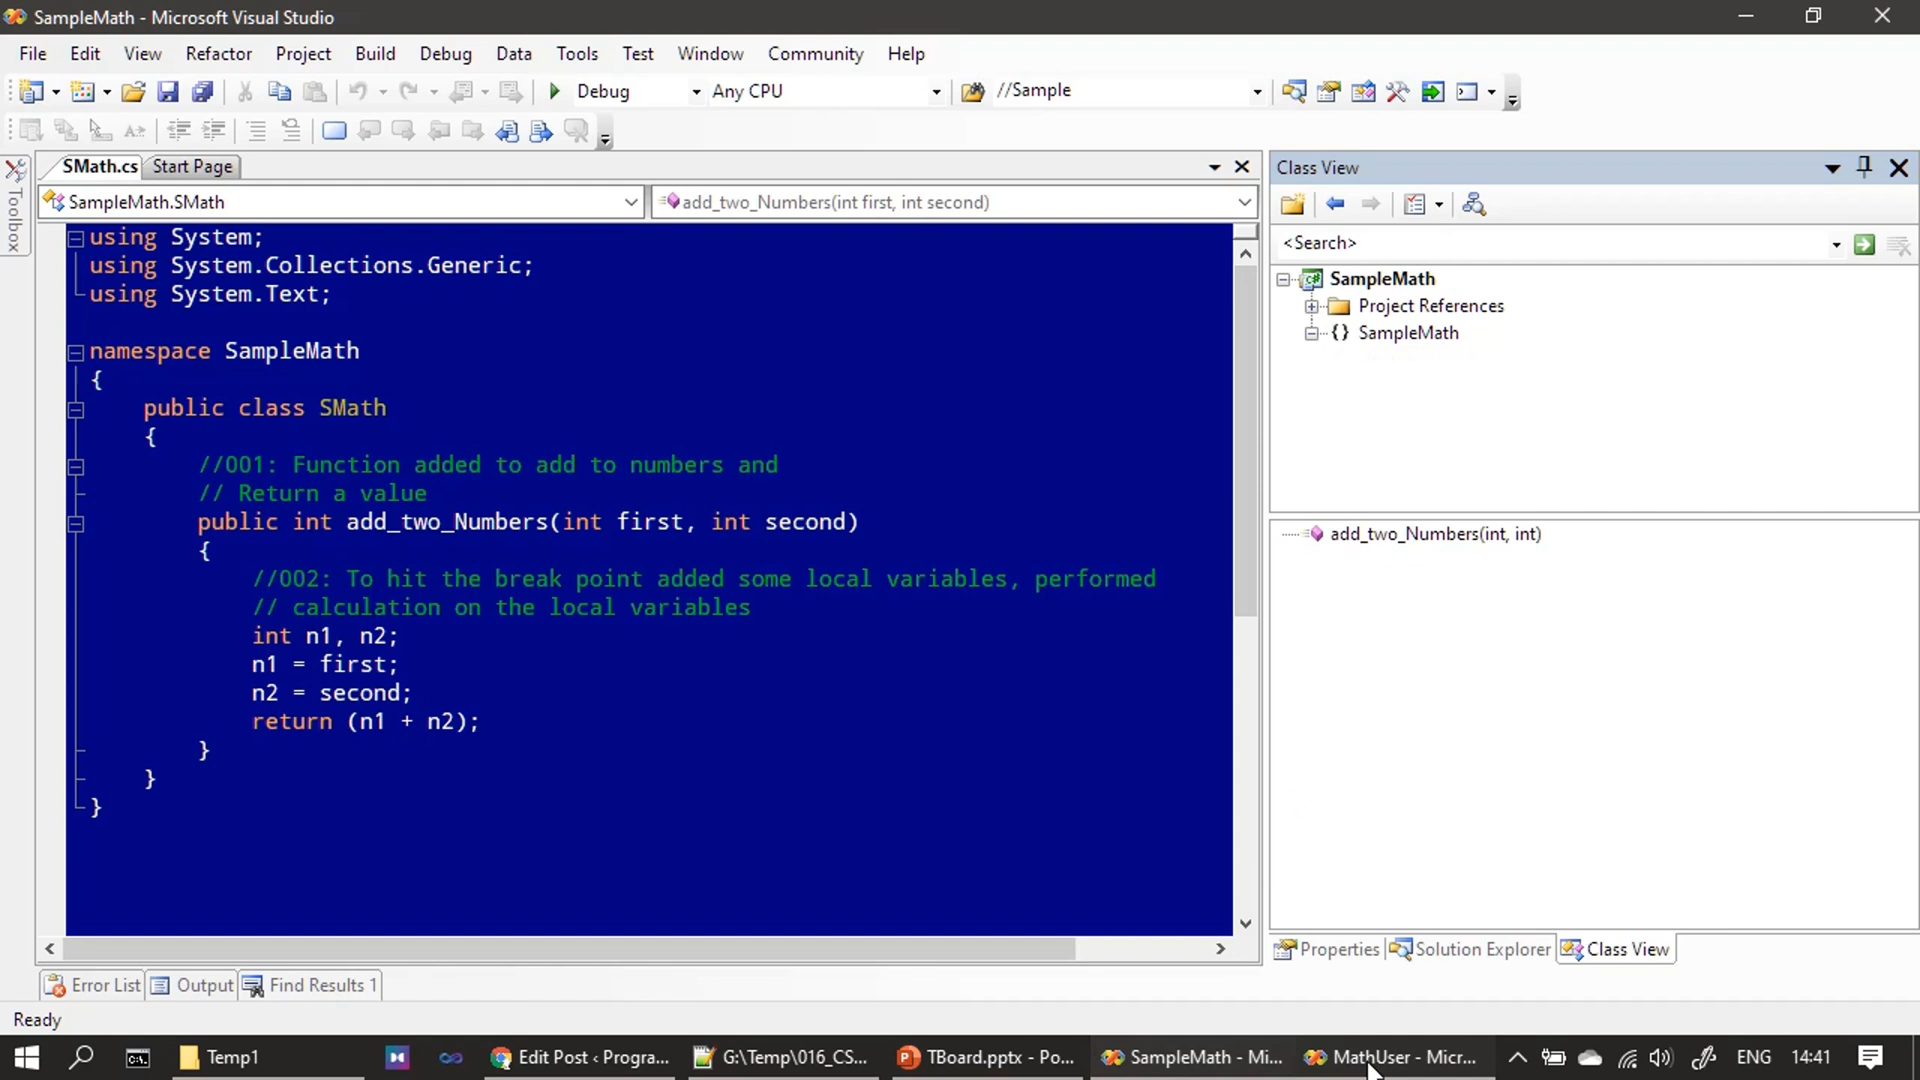 SampleMath - Microsoft Visual Studio
File Edit View Refactor Project Build Debug Data Tools Test Window Community Help
Debug Any CPU //Sample
SMath.cs Start Page
Class View
Toolbox
SampleMath.SMath
add_two_Numbers(int first, int second)
using System;
using System.Collections.Generic;
using System.Text;
namespace SampleMath
{
public class SMath
{
//001: Function added to add to numbers and
// Return a value
public int add_two_Numbers(int first, int second)
{
//002: To hit the break point added some local variables, performed
// calculation on the local variables
int n1, n2;
n1 = first;
n2 = second;
return (n1 + n2);
}
}
}
<Search>
SampleMath
Project References
{} SampleMath
add_two_Numbers(int, int)
Properties Solution Explorer Class View
Error List Output Find Results 1
Ready
Temp1 Edit Post ‹ Progra... G:\Temp\016_CS... TBoard.pptx - Po... SampleMath - Mi... MathUser - Micr... ENG 14:41